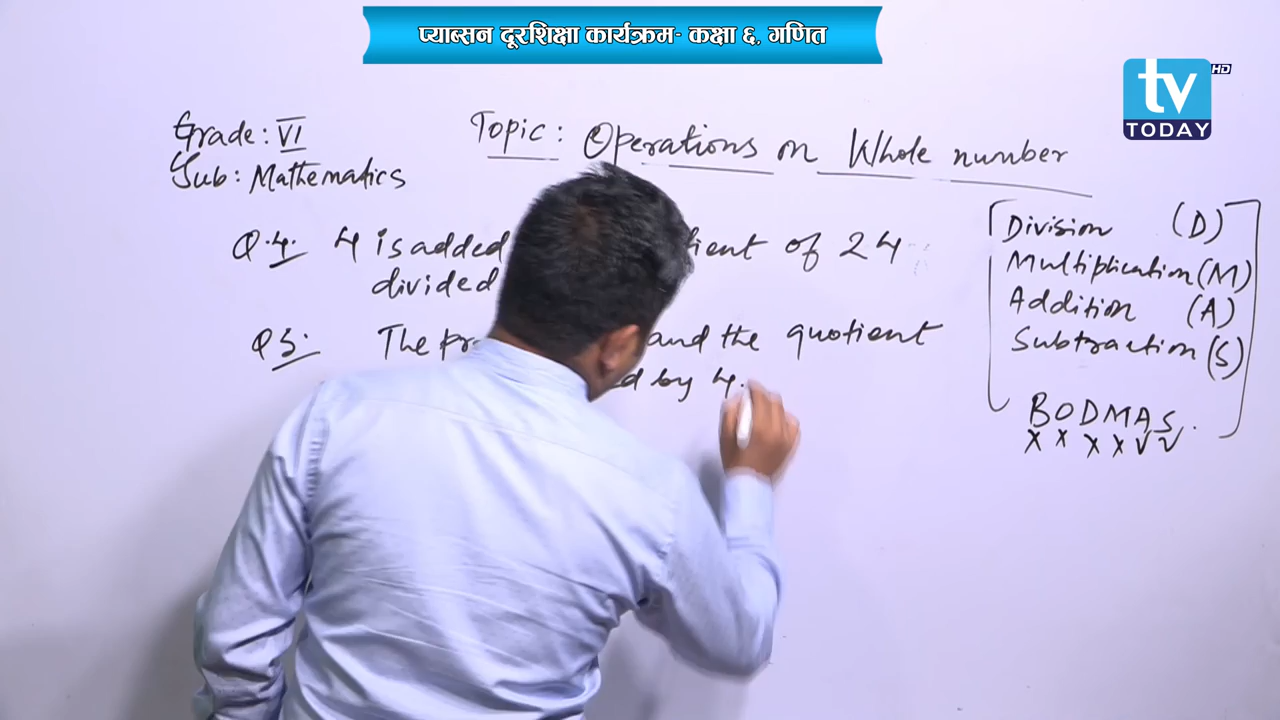 प्याब्सन दूरशिक्षा कार्यक्रम- कक्षा ६, गणित
tv
HD
TODAY
Grade: VI
Sub: Mathematics
Topic: Operations on Whole number
Q.4. 4 is added of 24
divided
Q5. The and the quotient
by 4.
Division (D)
Multiplication (M)
Addition (A)
Subtraction (S)
BODMAS.
x x x x ✓ ✓